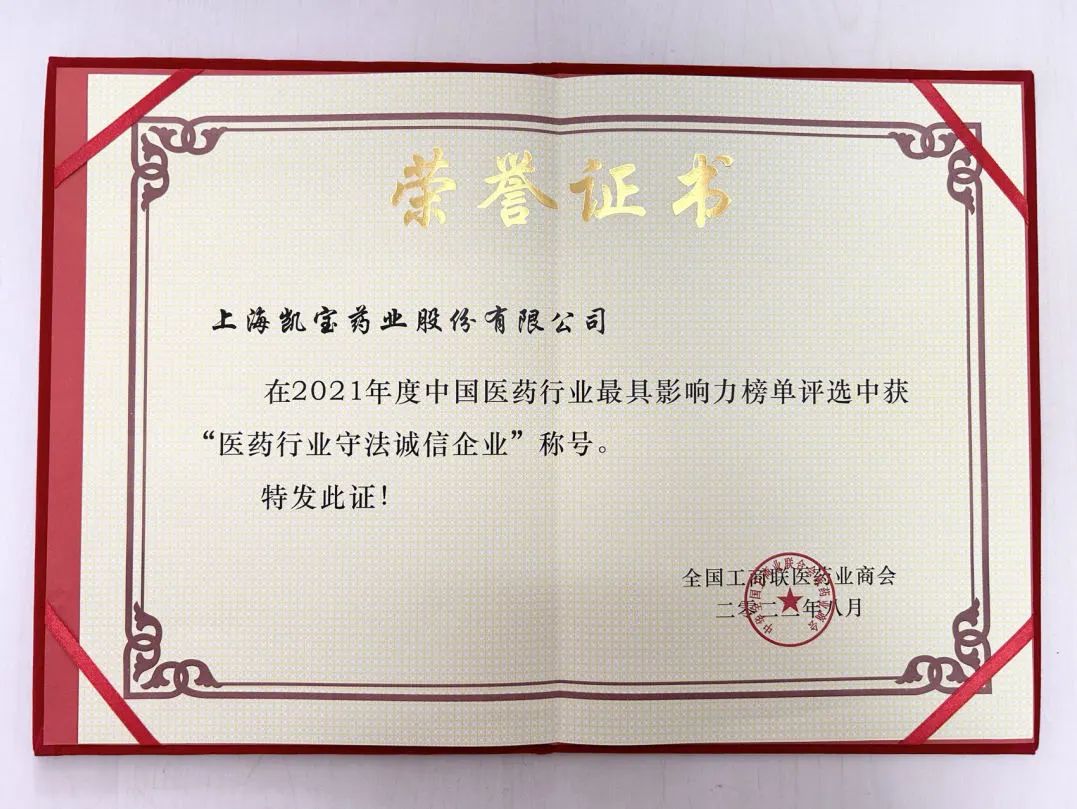 荣誉证书
上海凯宝药业股份有限公司
在2021年度中国医药行业最具影响力榜单评选中获
“医药行业守法诚信企”称号。
特发此证!
全国工商联医药业商会
二零二二年八月